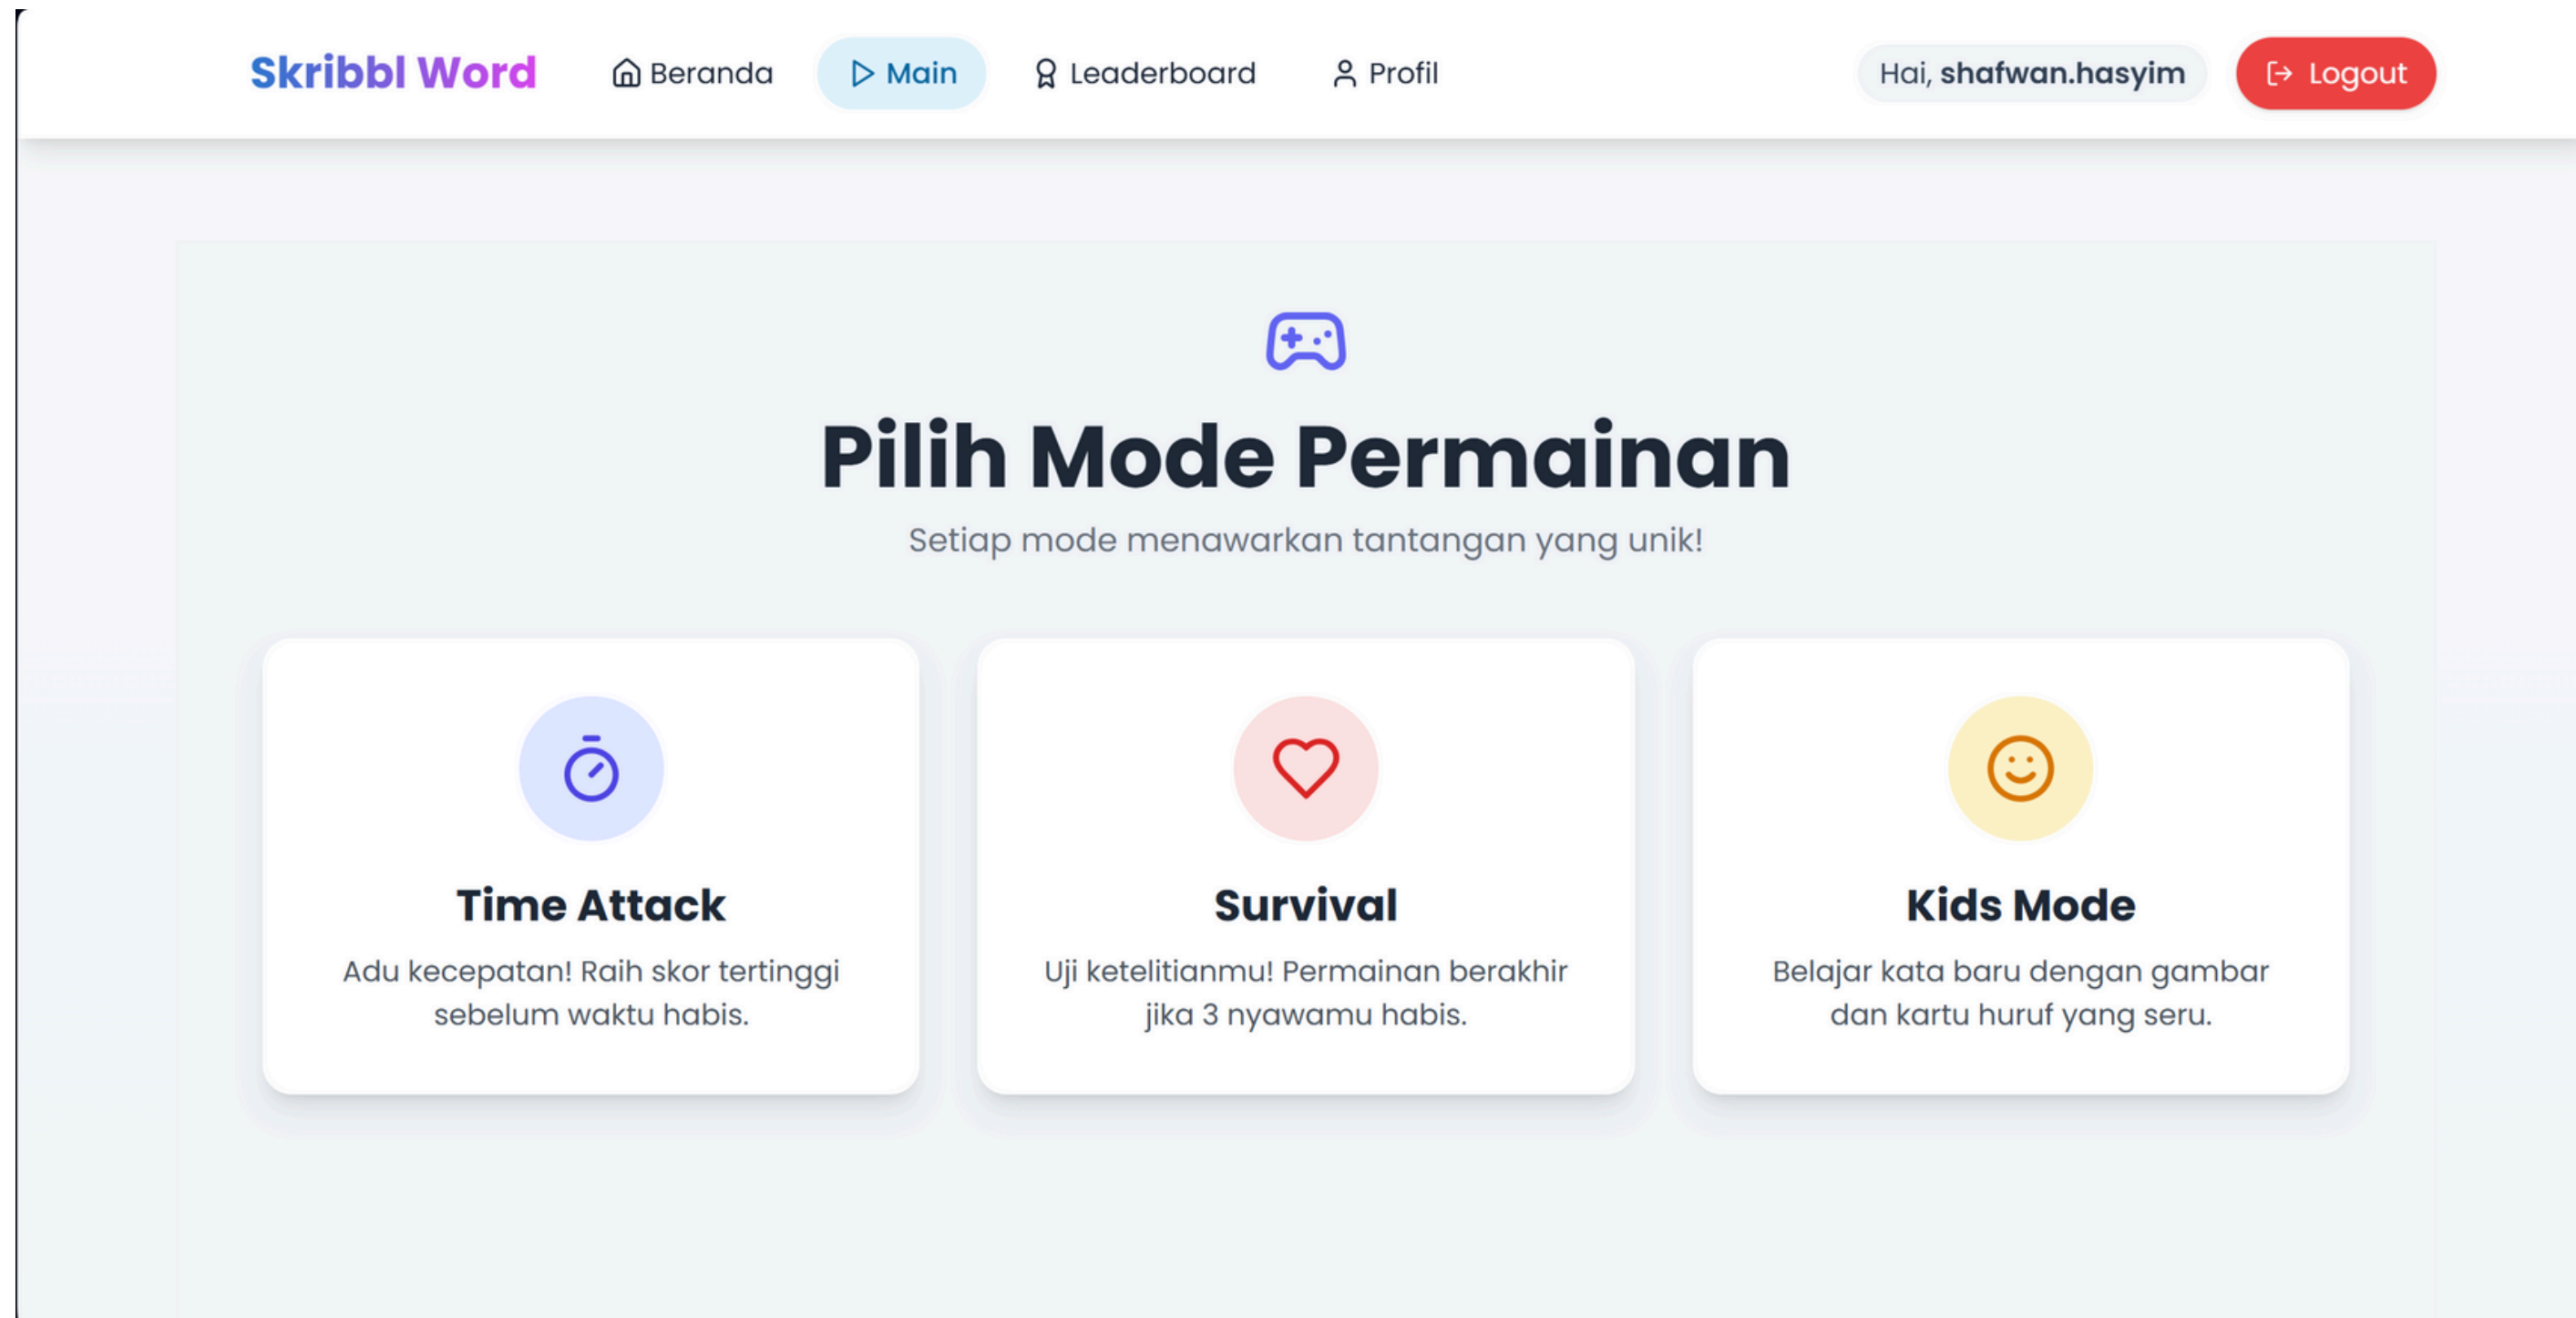 Skribbl Word
Beranda
Main
Leaderboard
Profil
Hai, shafwan.hasyim
Logout
Pilih Mode Permainan
Setiap mode menawarkan tantangan yang unik!
Time Attack
Adu kecepatan! Raih skor tertinggi
sebelum waktu habis.
Survival
Uji ketelitianmu! Permainan berakhir
jika 3 nyawamu habis.
Kids Mode
Belajar kata baru dengan gambar
dan kartu huruf yang seru.